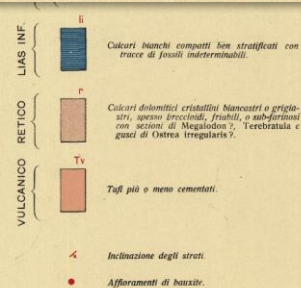 LIAS INF.
li
Calcari bianchi compatti ben stratificati con
tracce di fossili indeterminabili.
RETICO
r
Calcari dolomitici cristallini biancastri o grigia-
stri, spesso breccioidi, friabili, o sub-farinosi
con sezioni di Megalodon?, Terebratula e
gusci di Ostrea irregularis?.
VULCANICO
Tv
Tufi più o meno cementati.
Inclinazione degli strati.
Affioramenti di bauxite.